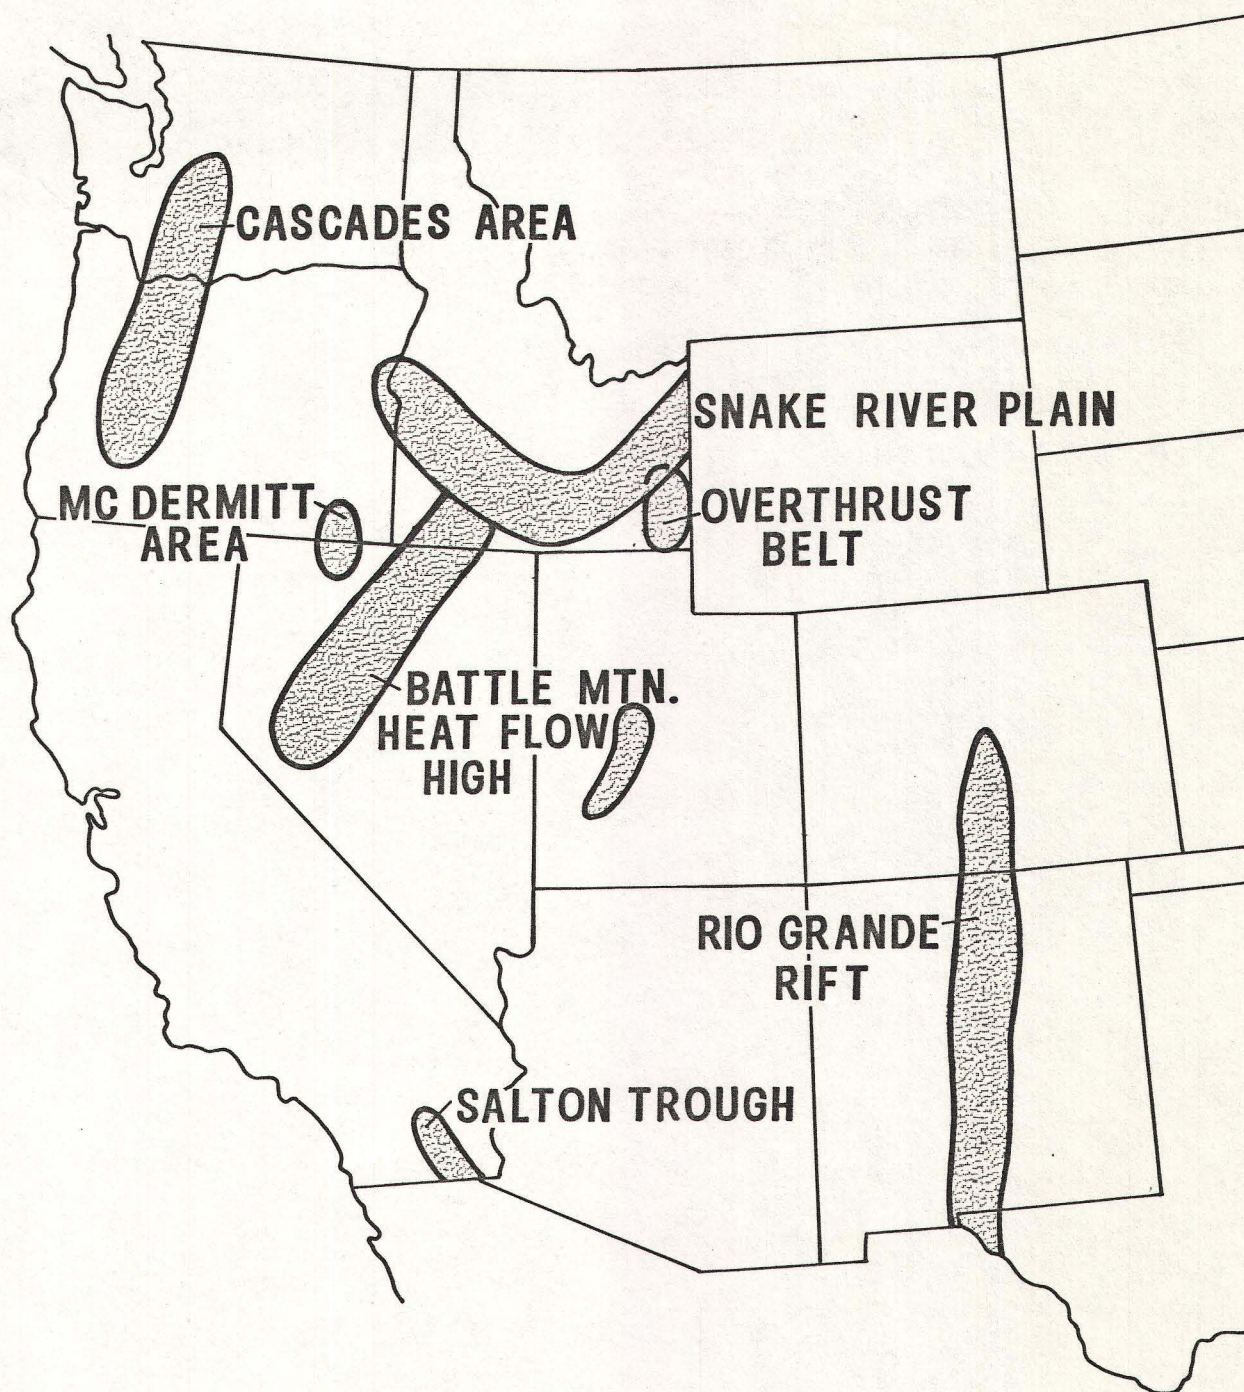 CASCADES AREA
SNAKE RIVER PLAIN
MC DERMITT
AREA
OVERTHRUST
BELT
BATTLE MTN.
HEAT FLOW
HIGH
RIO GRANDE
RIFT
SALTON TROUGH